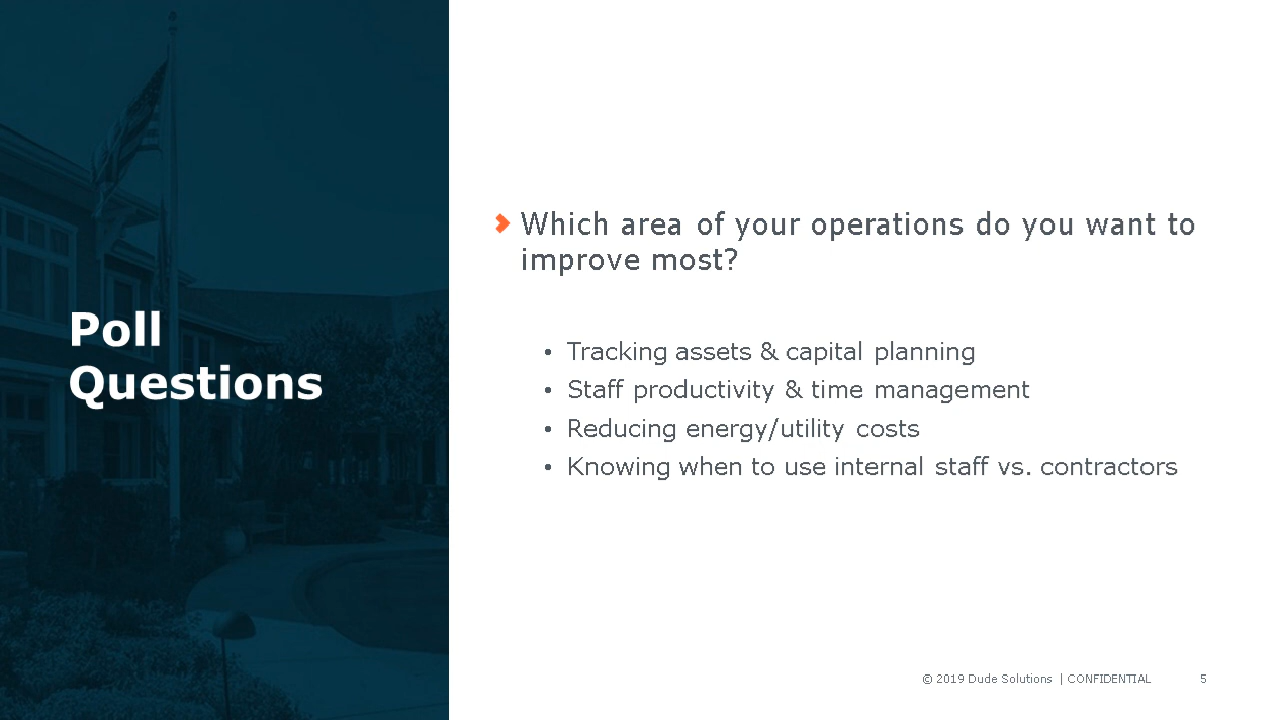 Poll
Questions
Which area of your operations do you want to
improve most?
• Tracking assets & capital planning
• Staff productivity & time management
• Reducing energy/utility costs
• Knowing when to use internal staff vs. contractors
© 2019 Dude Solutions | CONFIDENTIAL 5